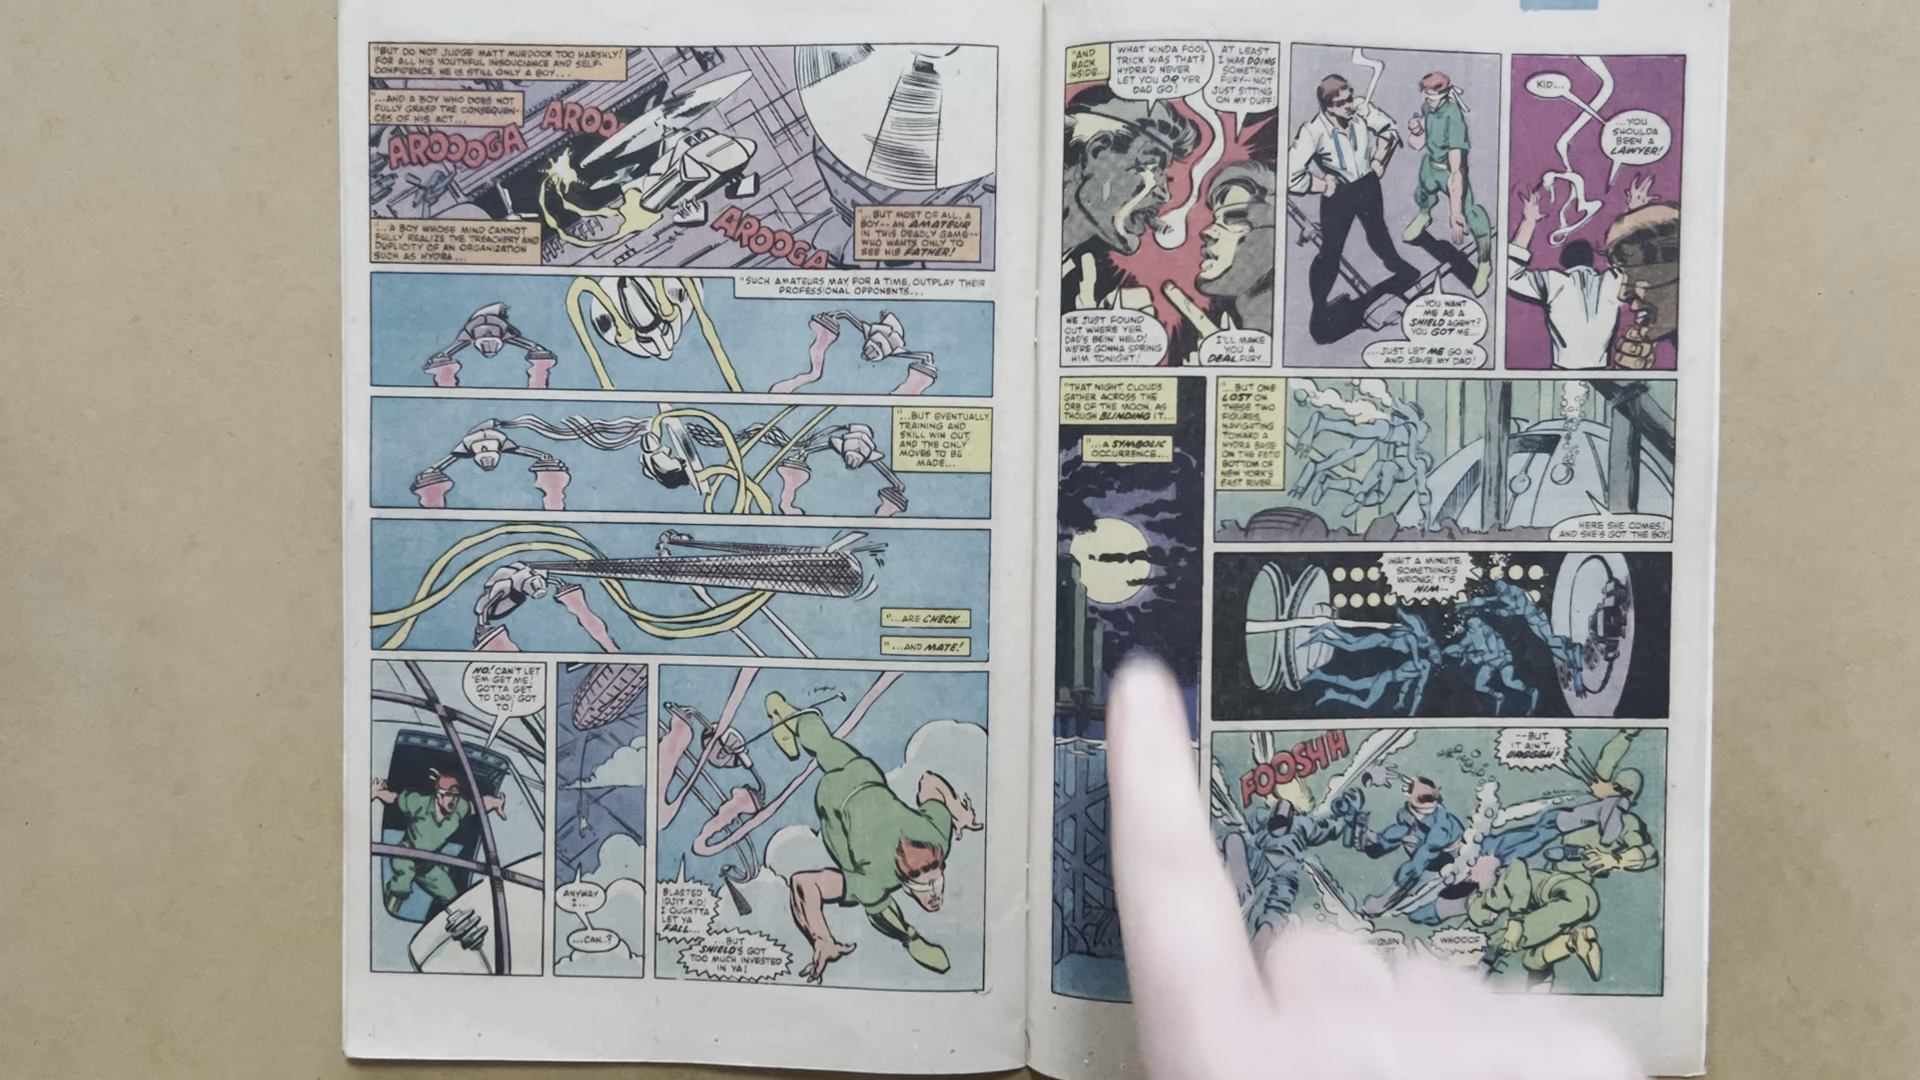 "BUT DO NOT JUDGE MATT MURDOCK TOO HARSHLY!
FOR ALL HIS YOUTHFUL INSOUCIANCE AND SELF-
CONFIDENCE, HE IS STILL ONLY A BOY...
"...AND A BOY WHO DOES NOT
FULLY GRASP THE CONSEQUEN-
CES OF HIS ACT...
AROOOGA
AROO
"...A BOY WHOSE MIND CANNOT
FULLY REALIZE THE TREACHERY AND
DUPLICITY OF AN ORGANIZATION
SUCH AS HYDRA...
AROOGA
"...BUT MOST OF ALL, A
BOY--AN AMATEUR
IN THIS DEADLY GAME--
WHO WANTS ONLY TO
SEE HIS FATHER!
"SUCH AMATEURS MAY, FOR A TIME, OUTPLAY THEIR
PROFESSIONAL OPPONENTS...
"...BUT EVENTUALLY,
TRAINING AND
SKILL WIN OUT,
AND THE ONLY
MOVES TO BE
MADE...
"...ARE CHECK...
"...AND MATE!
NO! CAN'T LET
'EM GET ME!
GOTTA GET
TO DAD! GOT
TO!
ANYWAY
I...
...CAN..?
BLASTED
IDJIT KID!
I OUGHTTA
LET YA
FALL...
...BUT
SHIELD'S GOT
TOO MUCH INVESTED
IN YA!
"AND
BACK
INSIDE...
WHAT KINDA FOOL
TRICK WAS THAT?
HYDRA'D NEVER
LET YOU OR YER
DAD GO!
AT LEAST
I WAS DOING
SOMETHING
FURY--NOT
JUST SITTING
ON MY DUFF!
WE JUST FOUND
OUT WHERE YER
DAD'S BEIN' HELD!
WE'RE GONNA SPRING
HIM TONIGHT!
I'LL MAKE
YOU A
DEAL, FURY...
...YOU WANT
ME AS A
SHIELD AGENT?
YOU GOT ME...
...JUST LET ME GO IN
AND SAVE MY DAD!
KID...
...YOU
SHOULDA
BEEN A
LAWYER!
"THAT NIGHT, CLOUDS
GATHER ACROSS THE
ORB OF THE MOON, AS
THOUGH BLINDING IT...
"...A SYMBOLIC
OCCURRENCE...
"...BUT ONE
LOST ON
THESE TWO
FIGURES,
NAVIGATING
TOWARD A
HYDRA BASE
ON THE FETID
BOTTOM OF
NEW YORK'S
EAST RIVER.
HERE SHE COMES!
AND SHE'S GOT THE BOY!
WAIT A MINUTE,
SOMETHING'S
WRONG! IT'S
HIM--
FOOSHH
--BUT
IT AIN'T...
URGGGH!
WHOOOF